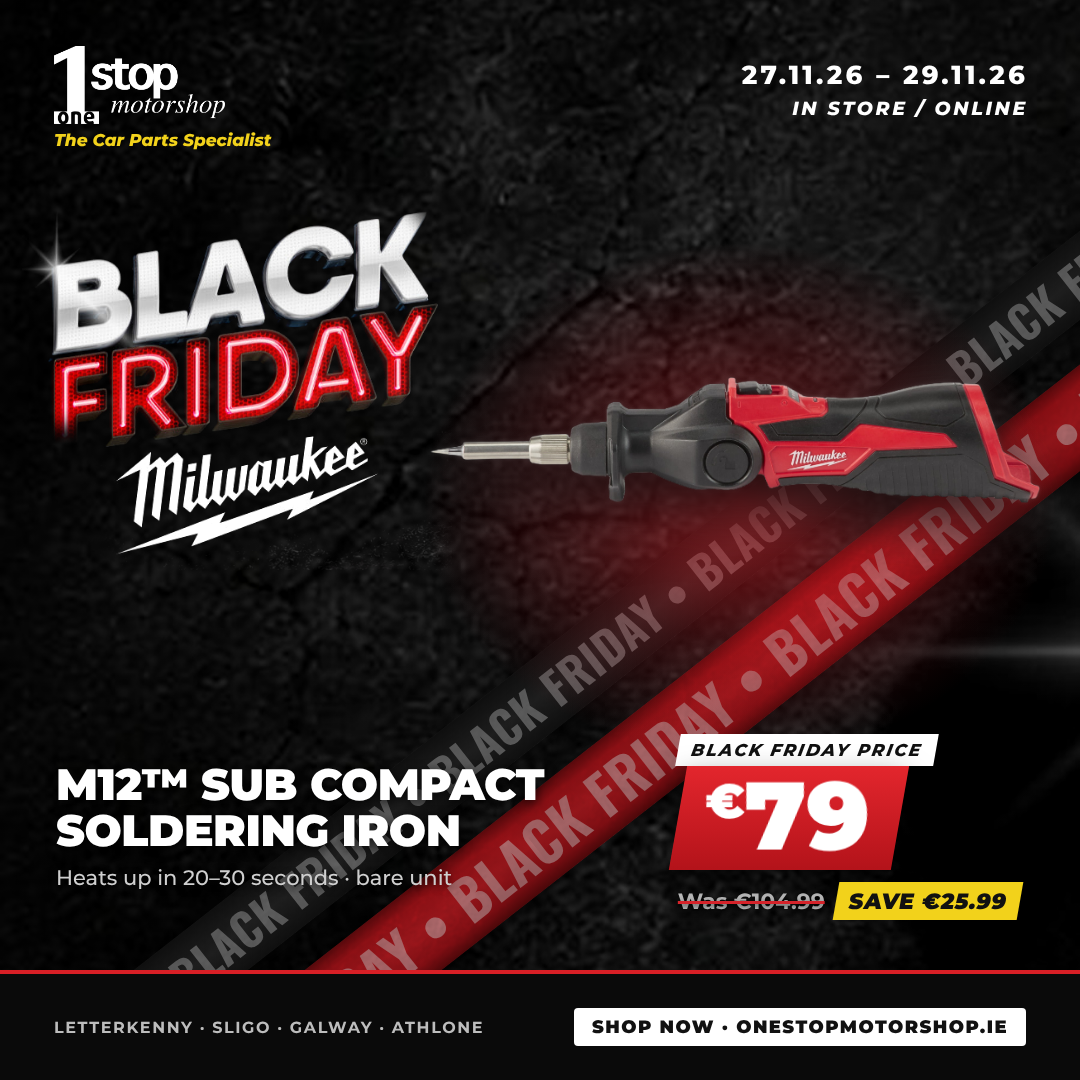 1 stop
one motorshop
The Car Parts Specialist
27.11.26 – 29.11.26
IN STORE / ONLINE
BLACK
FRIDAY
Milwaukee®
Milwaukee
BLACK FRIDAY • BLACK FRIDAY • BLACK FRIDAY • BLACK F
AY • BLACK FRIDAY • BLACK FRIDAY •
M12™ SUB COMPACT
SOLDERING IRON
Heats up in 20–30 seconds · bare unit
BLACK FRIDAY PRICE
€79
Was €104.99
SAVE €25.99
LETTERKENNY · SLIGO · GALWAY · ATHLONE
SHOP NOW · ONESTOPMOTORSHOP.IE